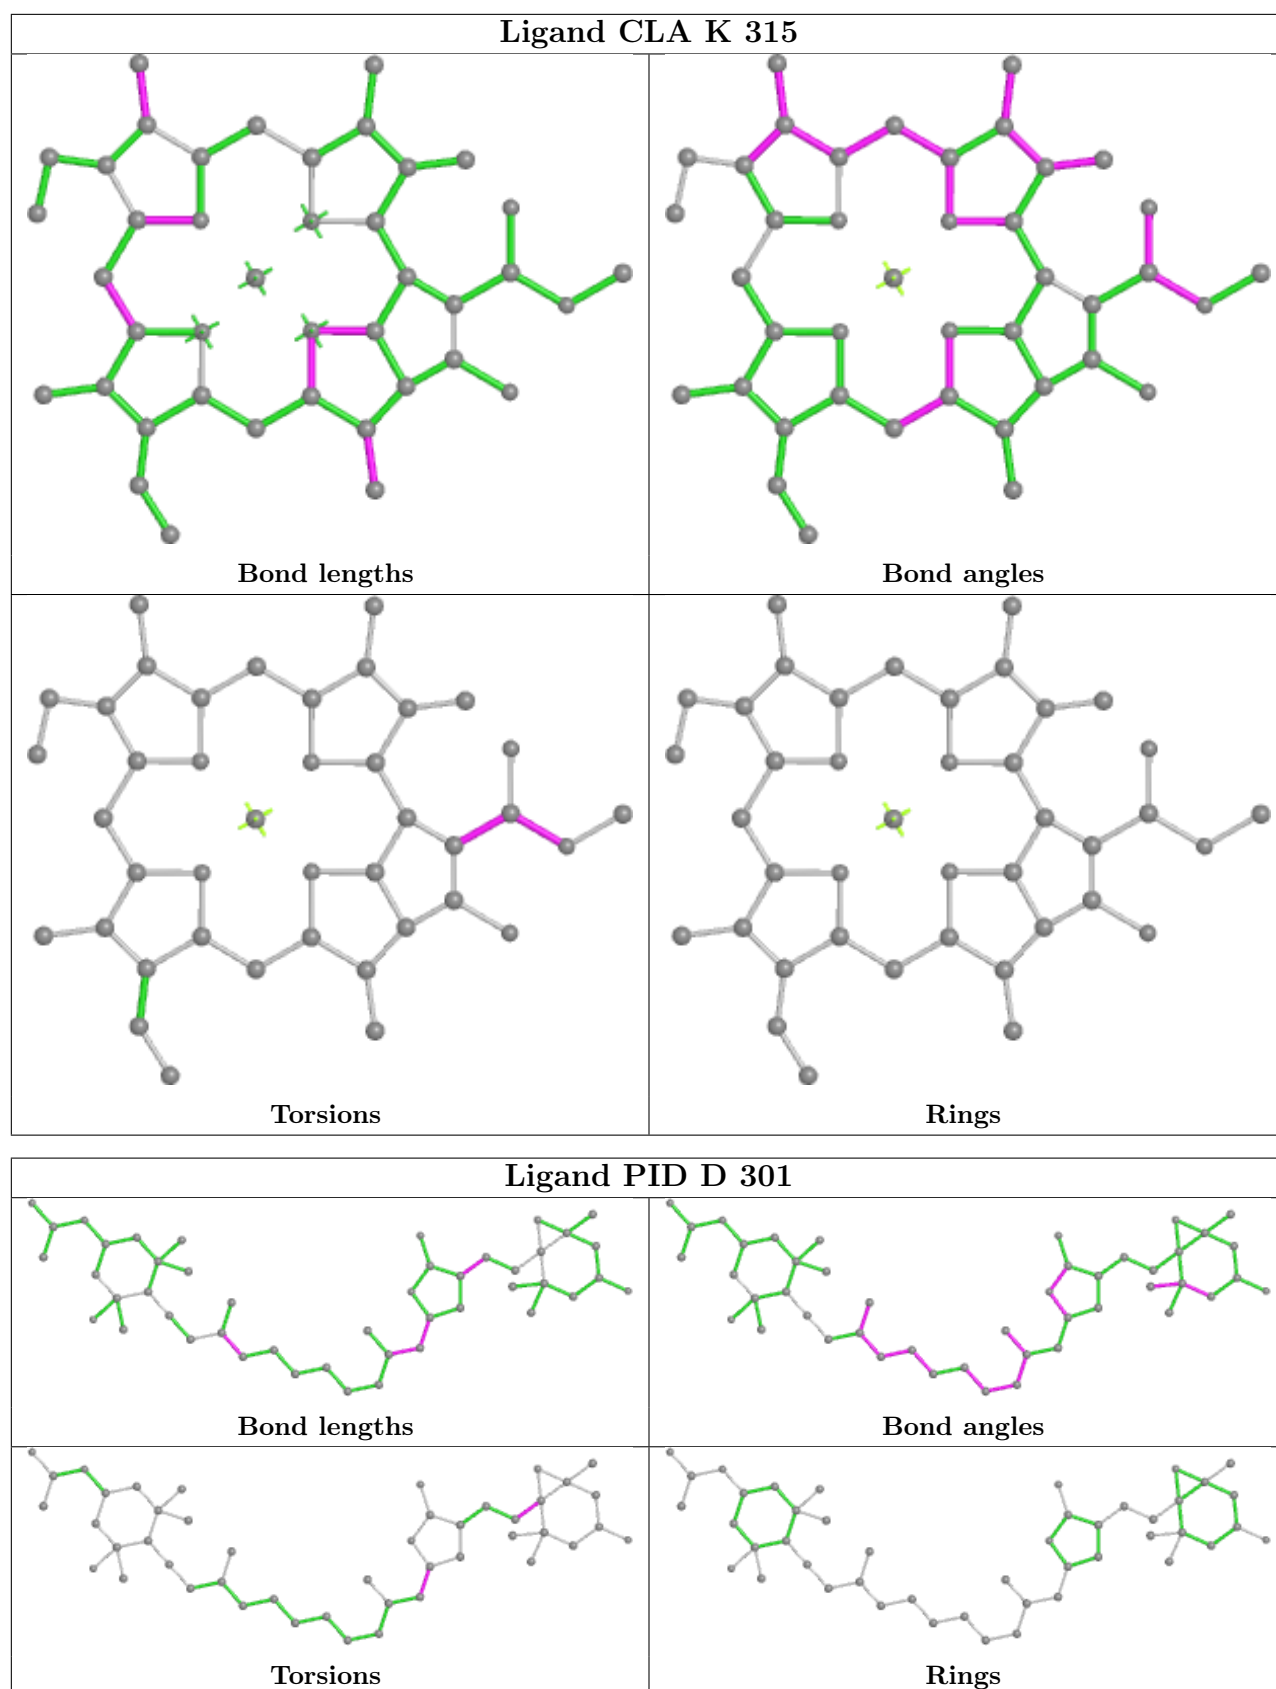 Ligand CLA K 315
Bond lengths
Bond angles
Torsions
Rings
Ligand PID D 301
Bond lengths
Bond angles
Torsions
Rings